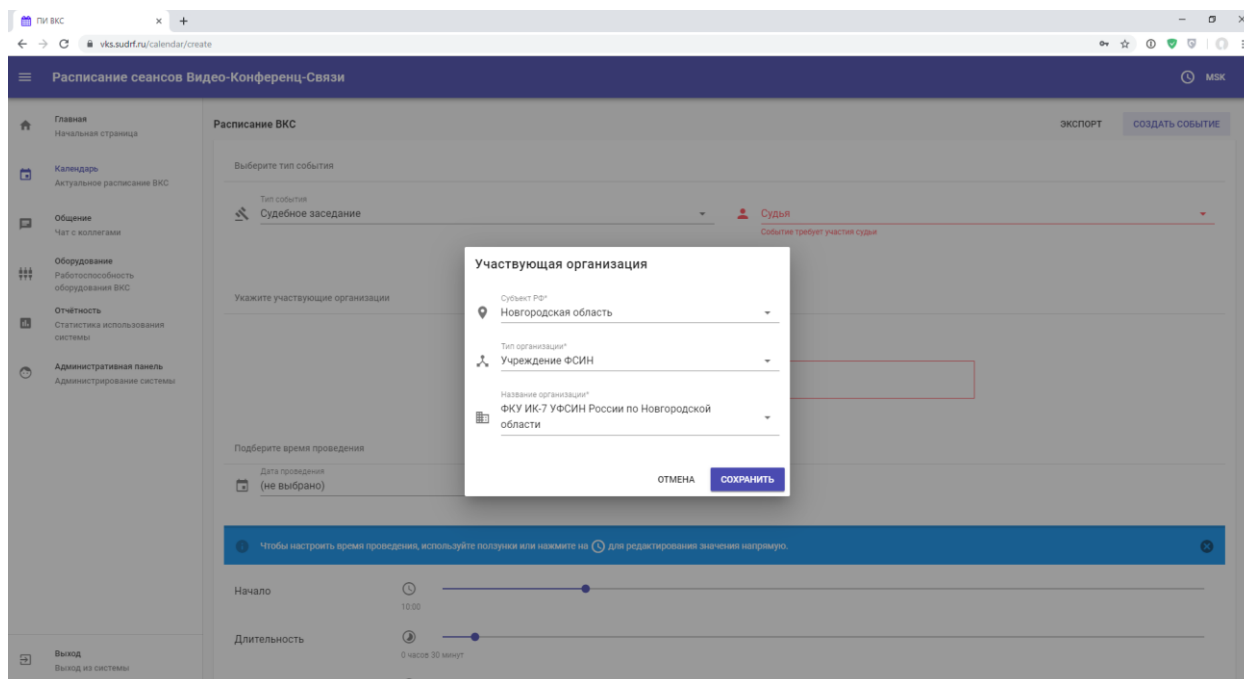 ПИ ВКС
vks.sudrf.ru/calendar/create
Расписание сеансов Видео-Конференц-Связи
MSK
Главная
Начальная страница
Календарь
Актуальное расписание ВКС
Общение
Чат с коллегами
Оборудование
Работоспособность
оборудования ВКС
Отчётность
Статистика использования
системы
Административная панель
Администрирование системы
Выход
Выход из системы
Расписание ВКС
ЭКСПОРТ
СОЗДАТЬ СОБЫТИЕ
Выберите тип события
Тип события
Судебное заседание
Судья
Событие требует участия судьи
Укажите участвующие организации
Участвующая организация
Субъект РФ*
Новгородская область
Тип организации*
Учреждение ФСИН
Название организации*
ФКУ ИК-7 УФСИН России по Новгородской
области
ОТМЕНА
СОХРАНИТЬ
Подберите время проведения
Дата проведения
(не выбрано)
Чтобы настроить время проведения, используйте ползунки или нажмите на для редактирования значения напрямую.
Начало
10:00
Длительность
0 часов 30 минут